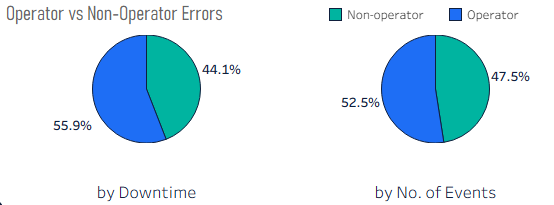 Operator vs Non-Operator Errors
Non-operator
Operator
44.1%
55.9%
47.5%
52.5%
by Downtime
by No. of Events